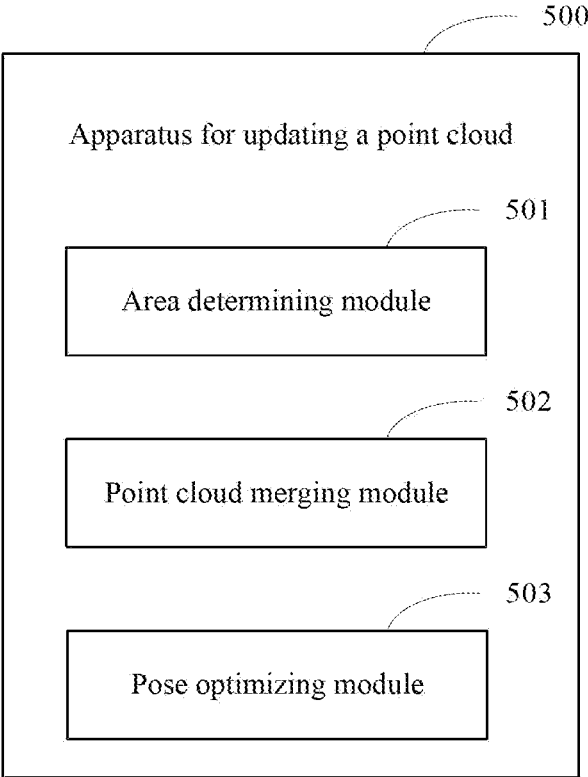 500
Apparatus for updating a point cloud
501
Area determining module
502
Point cloud merging module
503
Pose optimizing module